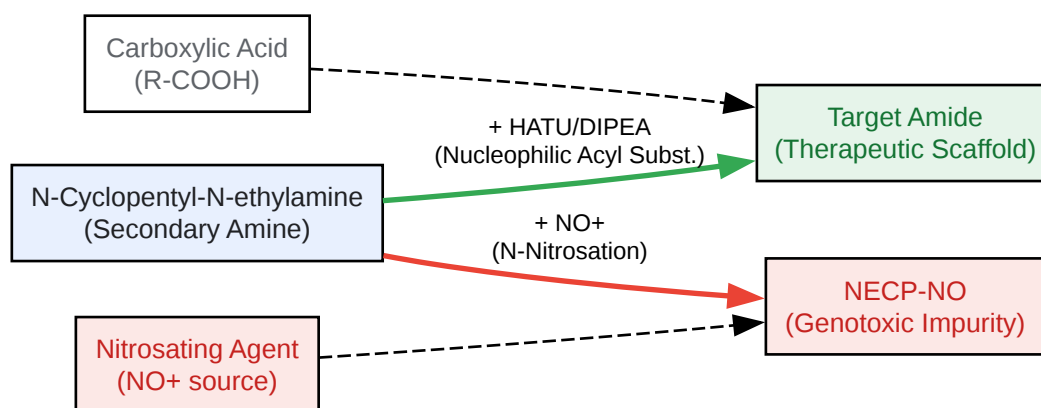 Carboxylic Acid
(R-COOH)
+ HATU/DIPEA
(Nucleophilic Acyl Subst.)
Target Amide
(Therapeutic Scaffold)
N-Cyclopentyl-N-ethylamine
(Secondary Amine)
+ NO+
(N-Nitrosation)
NECP-NO
(Genotoxic Impurity)
Nitrosating Agent
(NO+ source)